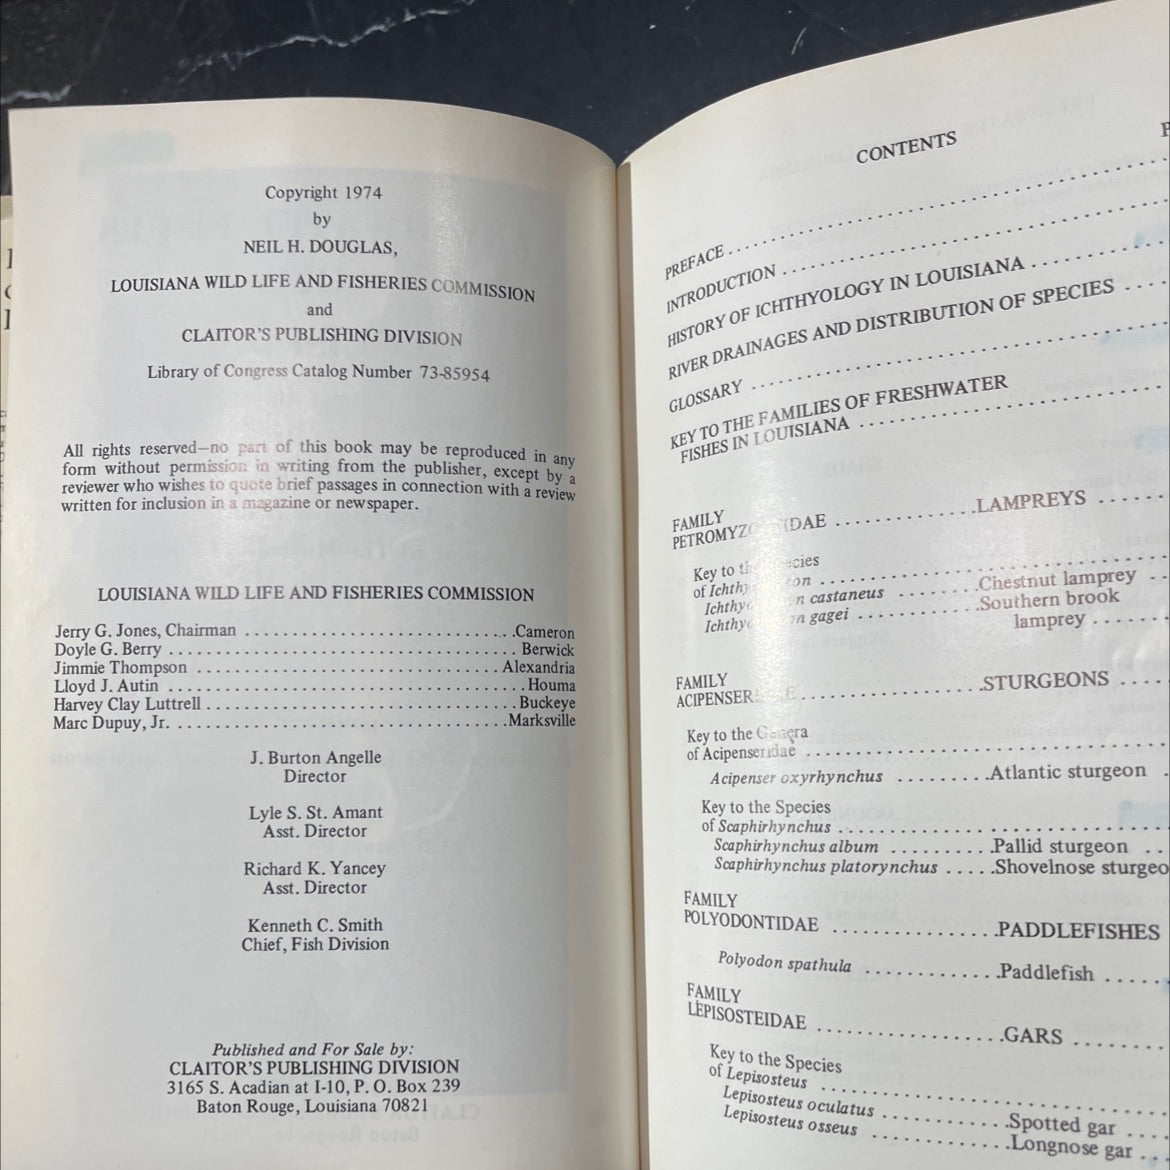 Copyright 1974
by
NEIL H. DOUGLAS,
LOUISIANA WILD LIFE AND FISHERIES COMMISSION
and
CLAITOR'S PUBLISHING DIVISION
Library of Congress Catalog Number 73-85954
All rights reserved—no part of this book may be reproduced in any
form without permission in writing from the publisher, except by a
reviewer who wishes to quote brief passages in connection with a review
written for inclusion in a magazine or newspaper.
LOUISIANA WILD LIFE AND FISHERIES COMMISSION
Jerry G. Jones, Chairman ........................Cameron
Doyle G. Berry ........................Berwick
Jimmie Thompson ........................Alexandria
Lloyd J. Autin ........................Houma
Harvey Clay Luttrell ........................Buckeye
Marc Dupuy, Jr. ........................Marksville
J. Burton Angelle
Director
Lyle S. St. Amant
Asst. Director
Richard K. Yancey
Asst. Director
Kenneth C. Smith
Chief, Fish Division
Published and For Sale by:
CLAITOR'S PUBLISHING DIVISION
3165 S. Acadian at I-10, P. O. Box 239
Baton Rouge, Louisiana 70821
CONTENTS
PREFACE ........................
INTRODUCTION ........................
HISTORY OF ICHTHYOLOGY IN LOUISIANA ..........
RIVER DRAINAGES AND DISTRIBUTION OF SPECIES ....
GLOSSARY ........................
KEY TO THE FAMILIES OF FRESHWATER
FISHES IN LOUISIANA ........................
FAMILY
.............LAMPREYS ......
Key to
of
castaneus .........Chestnut lamprey ..
gagei .............Southern brook
lamprey .......
FAMILY
.............STURGEONS ....
Key to the Genera
of Acipenseridae ........................
Acipenser oxyrhynchus .........Atlantic sturgeon .
Key to the Species
of Scaphirhynchus ........................
Scaphirhynchus album ..........Pallid sturgeon ..
Scaphirhynchus platorynchus .....Shovelnose
FAMILY
POLYODONTIDAE ..............PADDLEFISHES
Polyodon spathula .............Paddlefish .....
FAMILY
LEPISOSTEIDAE ................GARS ........
Key to the Species
of Lepisosteus ........................
Lepisosteus oculatus ...........Spotted gar ....
Lepisosteus osseus ............Longnose gar ...